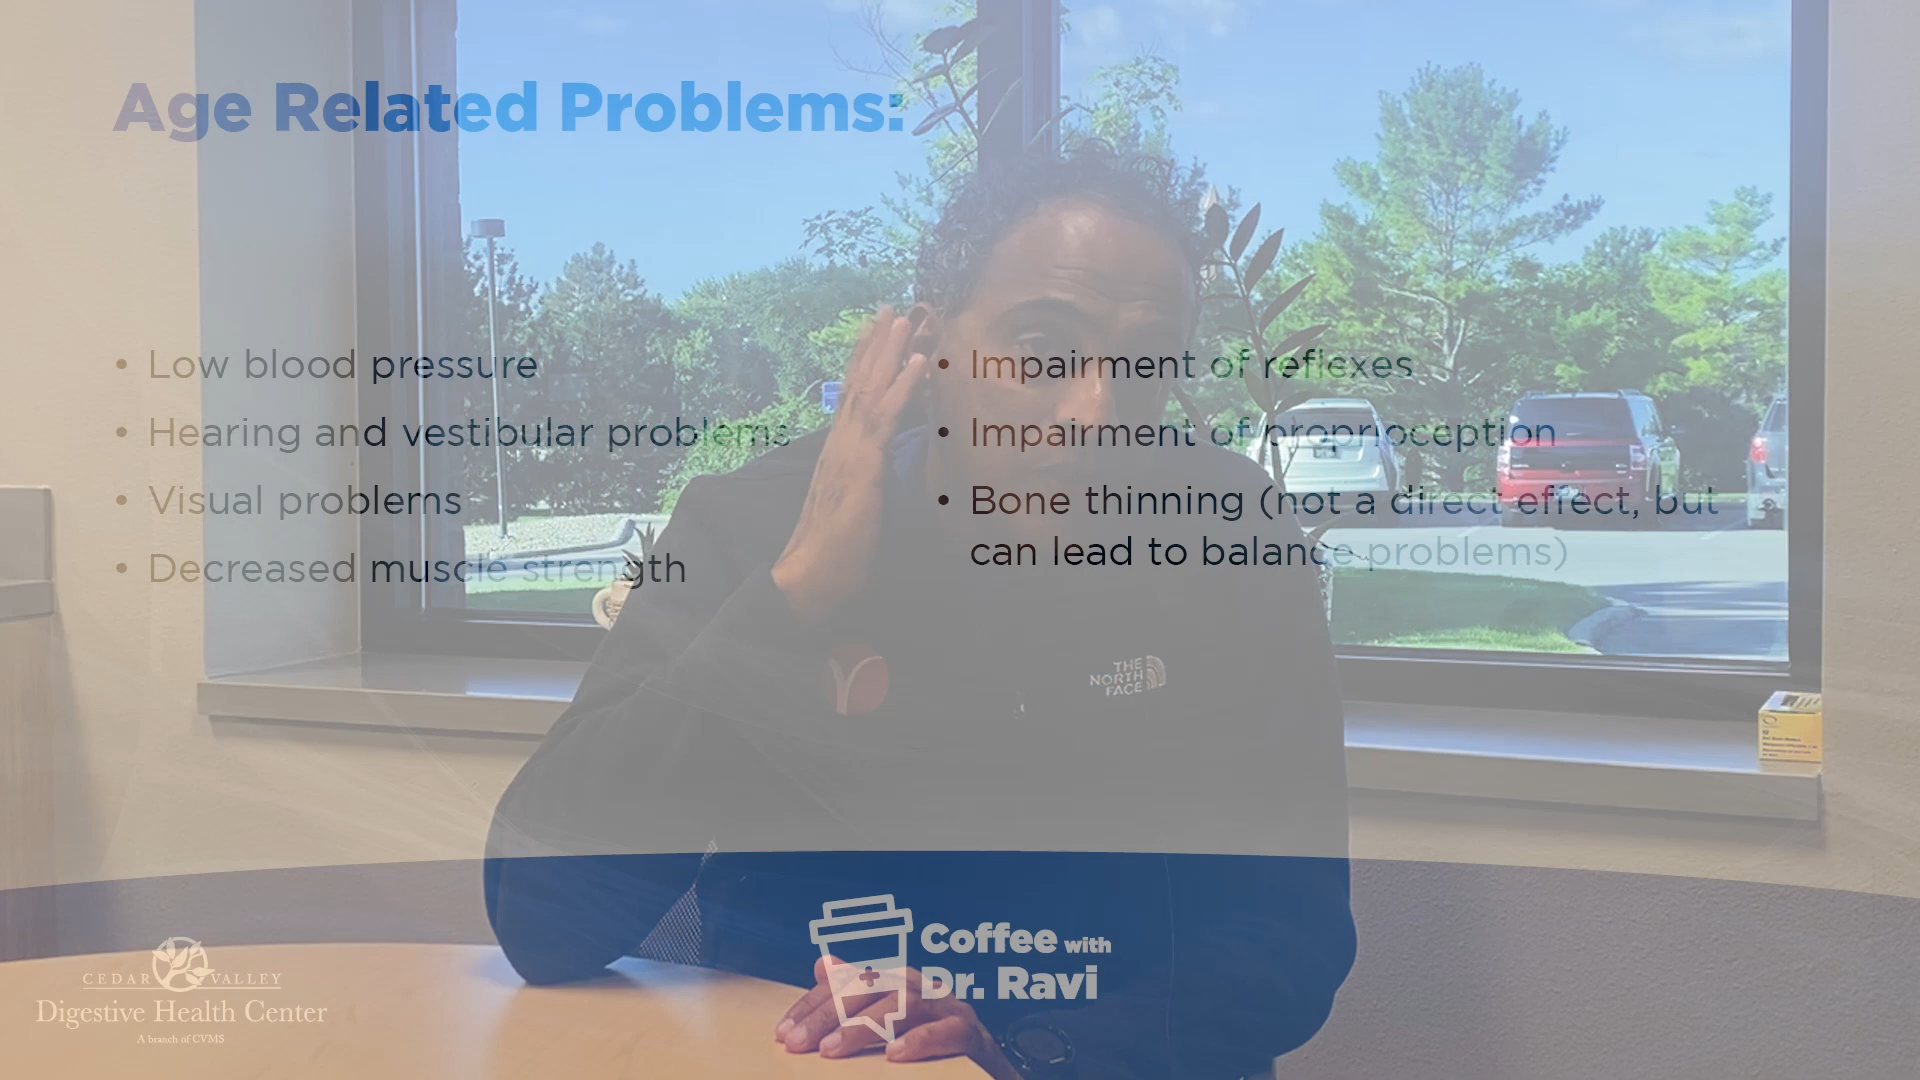 Age Related Problems:
• Low blood pressure
• Hearing and vestibular problems
• Visual problems
• Decreased muscle strength
• Impairment of reflexes
• Impairment of proprioception
• Bone thinning (not a direct effect, but
can lead to balance problems)
THE
NORTH
FACE
Coffee with
Dr. Ravi
CEDAR VALLEY
Digestive Health Center
A branch of CVMS